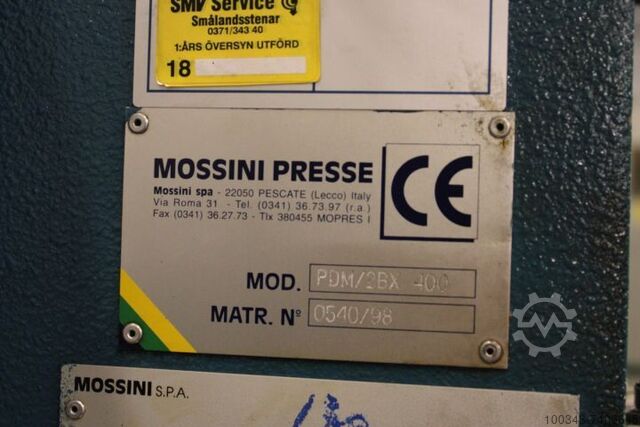 SMV Service
Smålandsstenar
0371/343 40
1:ÅRS ÖVERSYN UTFÖRD
18
MOSSINI PRESSE
Mossini spa - 22050 PESCATE (Lecco) Italy
Via Roma 31 - Tel. (0341) 36.73.97 (r.a.)
Fax (0341) 36.27.73 - Tlx 380455 MOPRES I
CE
MOD. PDM/2BX 400
MATR. Nº 0540/98
MOSSINI S.P.A.